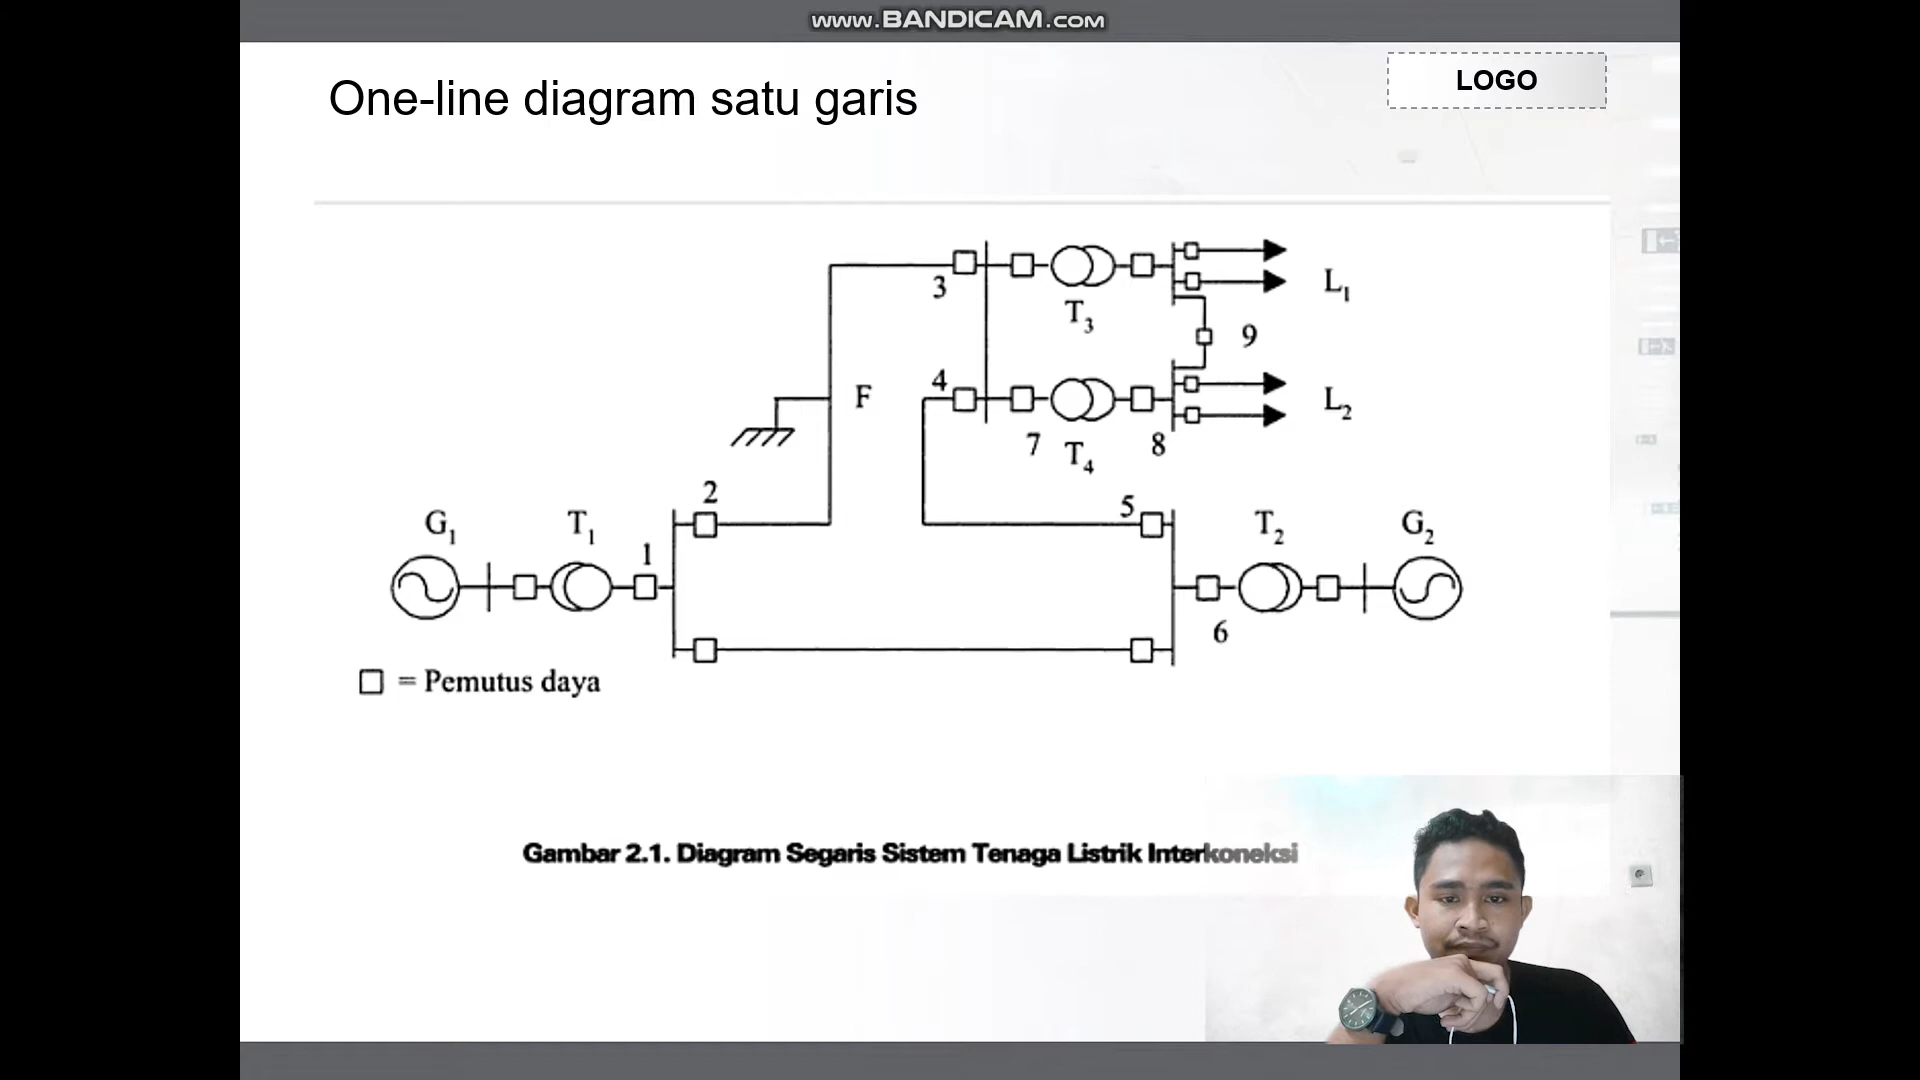 www.BANDICAM.com
One-line diagram satu garis
LOGO
3
T3
L1
9
F
4
L2
7
T4
8
2
5
G1
T1
1
T2
G2
6
= Pemutus daya
Gambar 2.1. Diagram Segaris Sistem Tenaga Listrik Interkoneksi